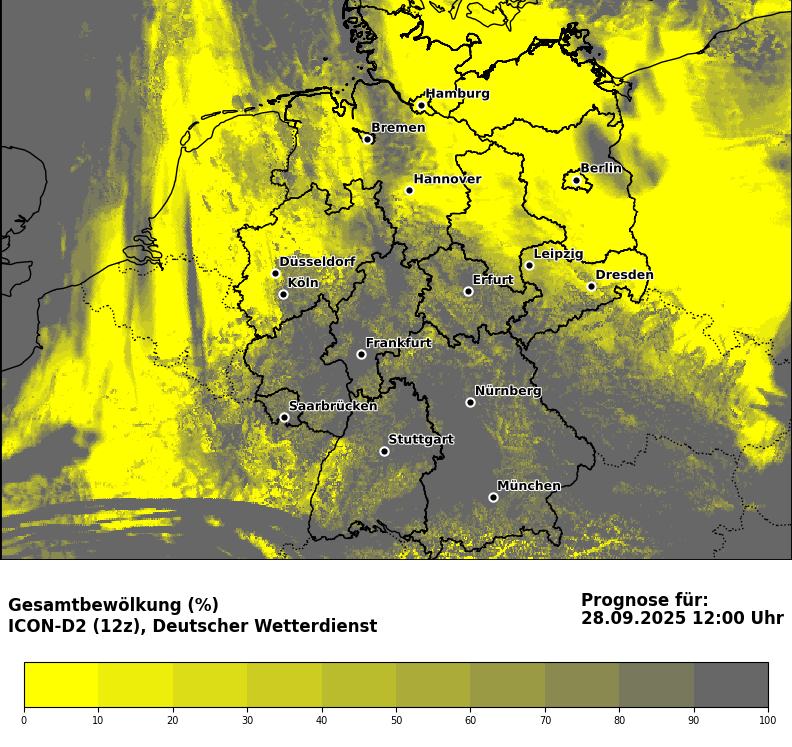 Hamburg
Bremen
Berlin
Hannover
Leipzig
Düsseldorf
Dresden
Köln
Erfurt
Frankfurt
Nürnberg
Saarbrücken
Stuttgart
München
Gesamtbewölkung (%)
ICON-D2 (12z), Deutscher Wetterdienst
Prognose für:
28.09.2025 12:00 Uhr
0 10 20 30 40 50 60 70 80 90 100